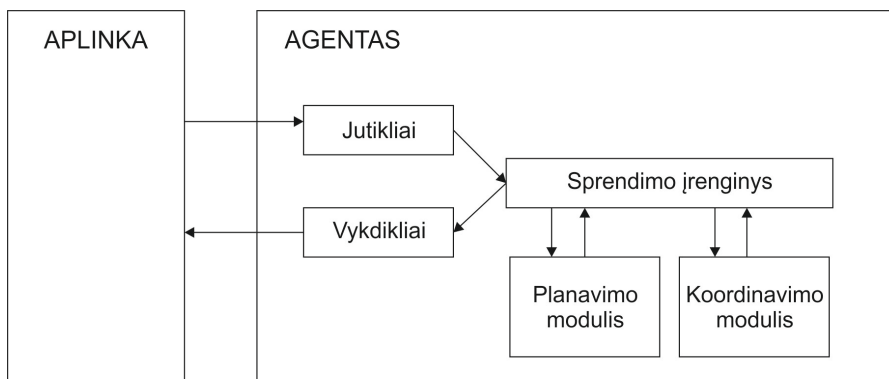 APLINKA
AGENTAS
Jutikliai
Sprendimo įrenginys
Vykdikliai
Planavimo
modulis
Koordinavimo
modulis